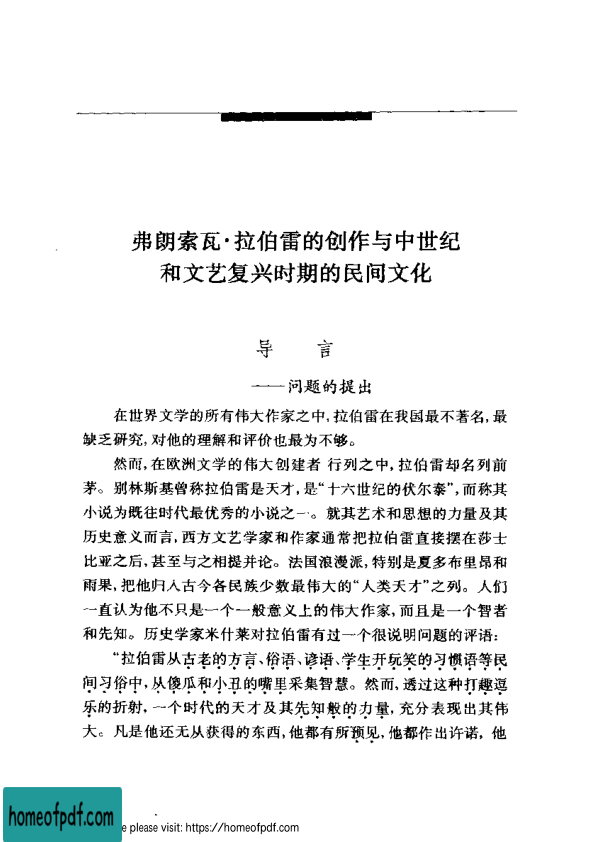 弗朗索瓦·拉伯雷的创作与中世纪
和文艺复兴时期的民间文化
导 言
——问题的提出
在世界文学的所有伟大作家之中,拉伯雷在我国最不著名,最
缺乏研究,对他的理解和评价也最为不够。
然而,在欧洲文学的伟大创建者 行列之中,拉伯雷却名列前
茅。别林斯基曾称拉伯雷是天才,是“十六世纪的伏尔泰”,而称其
小说为既往时代最优秀的小说之一。就其艺术和思想的力量及其
历史意义而言,西方文艺学家和作家通常把拉伯雷直接摆在莎士
比亚之后,甚至与之相提并论。法国浪漫派,特别是夏多布里昂和
雨果,把他归入古今各民族少数最伟大的“人类天才”之列。人们
一直认为他不只是一个一般意义上的伟大作家,而且是一个智者
和先知。历史学家米什莱对拉伯雷有过一个很说明问题的评语:
“拉伯雷从古老的方言、俗语、谚语、学生开玩笑的习惯语等民
间习俗中,从傻瓜和小丑的嘴里采集智慧。然而,透过这种打趣逗
乐的折射,一个时代的天才及其先知般的力量,充分表现出其伟
大。凡是他还无从获得的东西,他都有所预见,他都作出许诺,他
homeofpdf.com
e please visit: https://homeofpdf.com